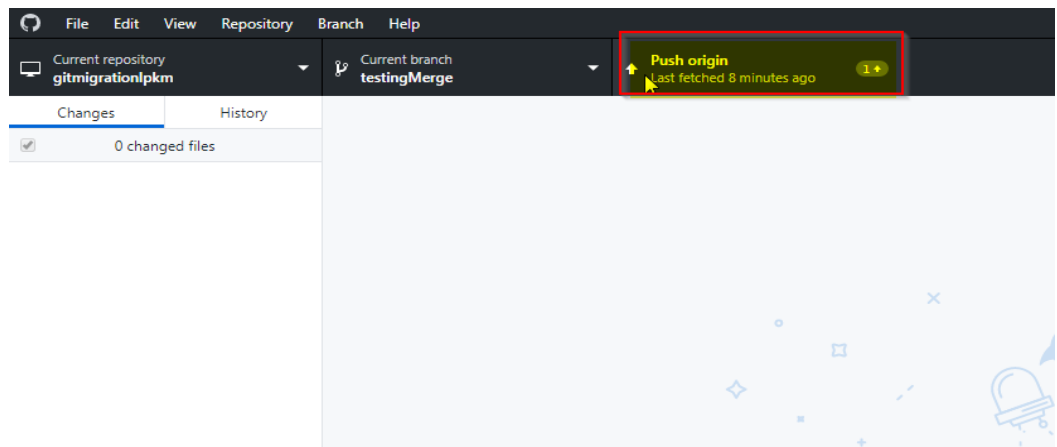 File Edit View Repository Branch Help
Current repository
gitmigrationlpkm
Current branch
testingMerge
Push origin
Last fetched 8 minutes ago
1
Changes History
0 changed files